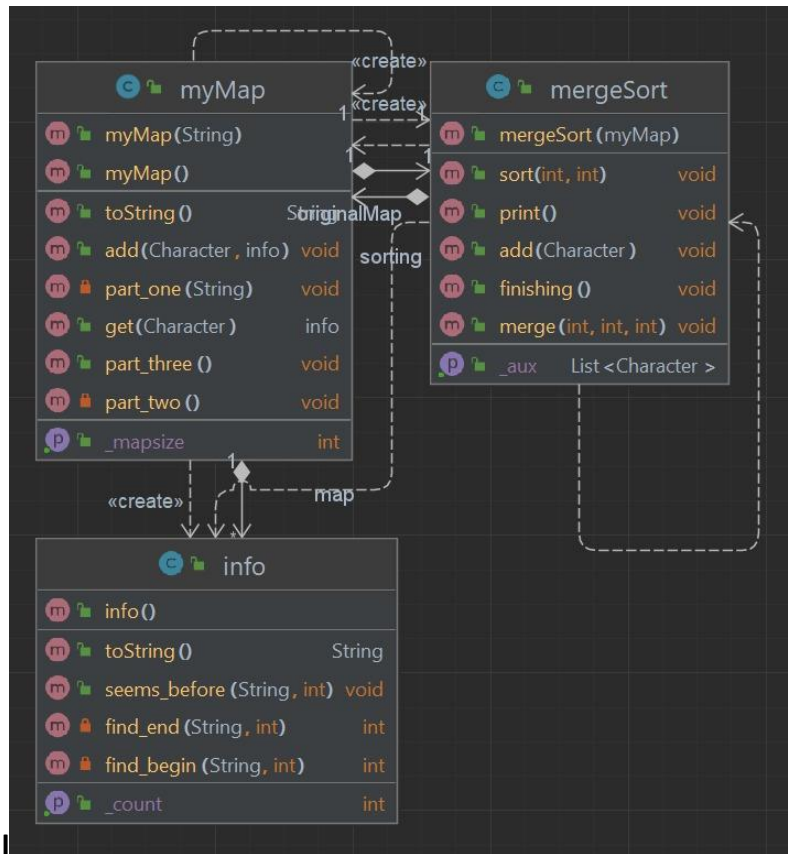 «create»
myMap
«create»
1
1
myMap(String)
myMap()
1
1
toString() String
originalMap
add(Character, info) void
sorting
part_one(String) void
get(Character) info
part_three() void
part_two() void
_mapsize int
mergeSort
mergeSort(myMap)
sort(int, int) void
print() void
add(Character) void
finishing() void
merge(int, int, int) void
_aux List<Character>
1
«create»
map
*
info
info()
toString() String
seems_before(String, int) void
find_end(String, int) int
find_begin(String, int) int
_count int